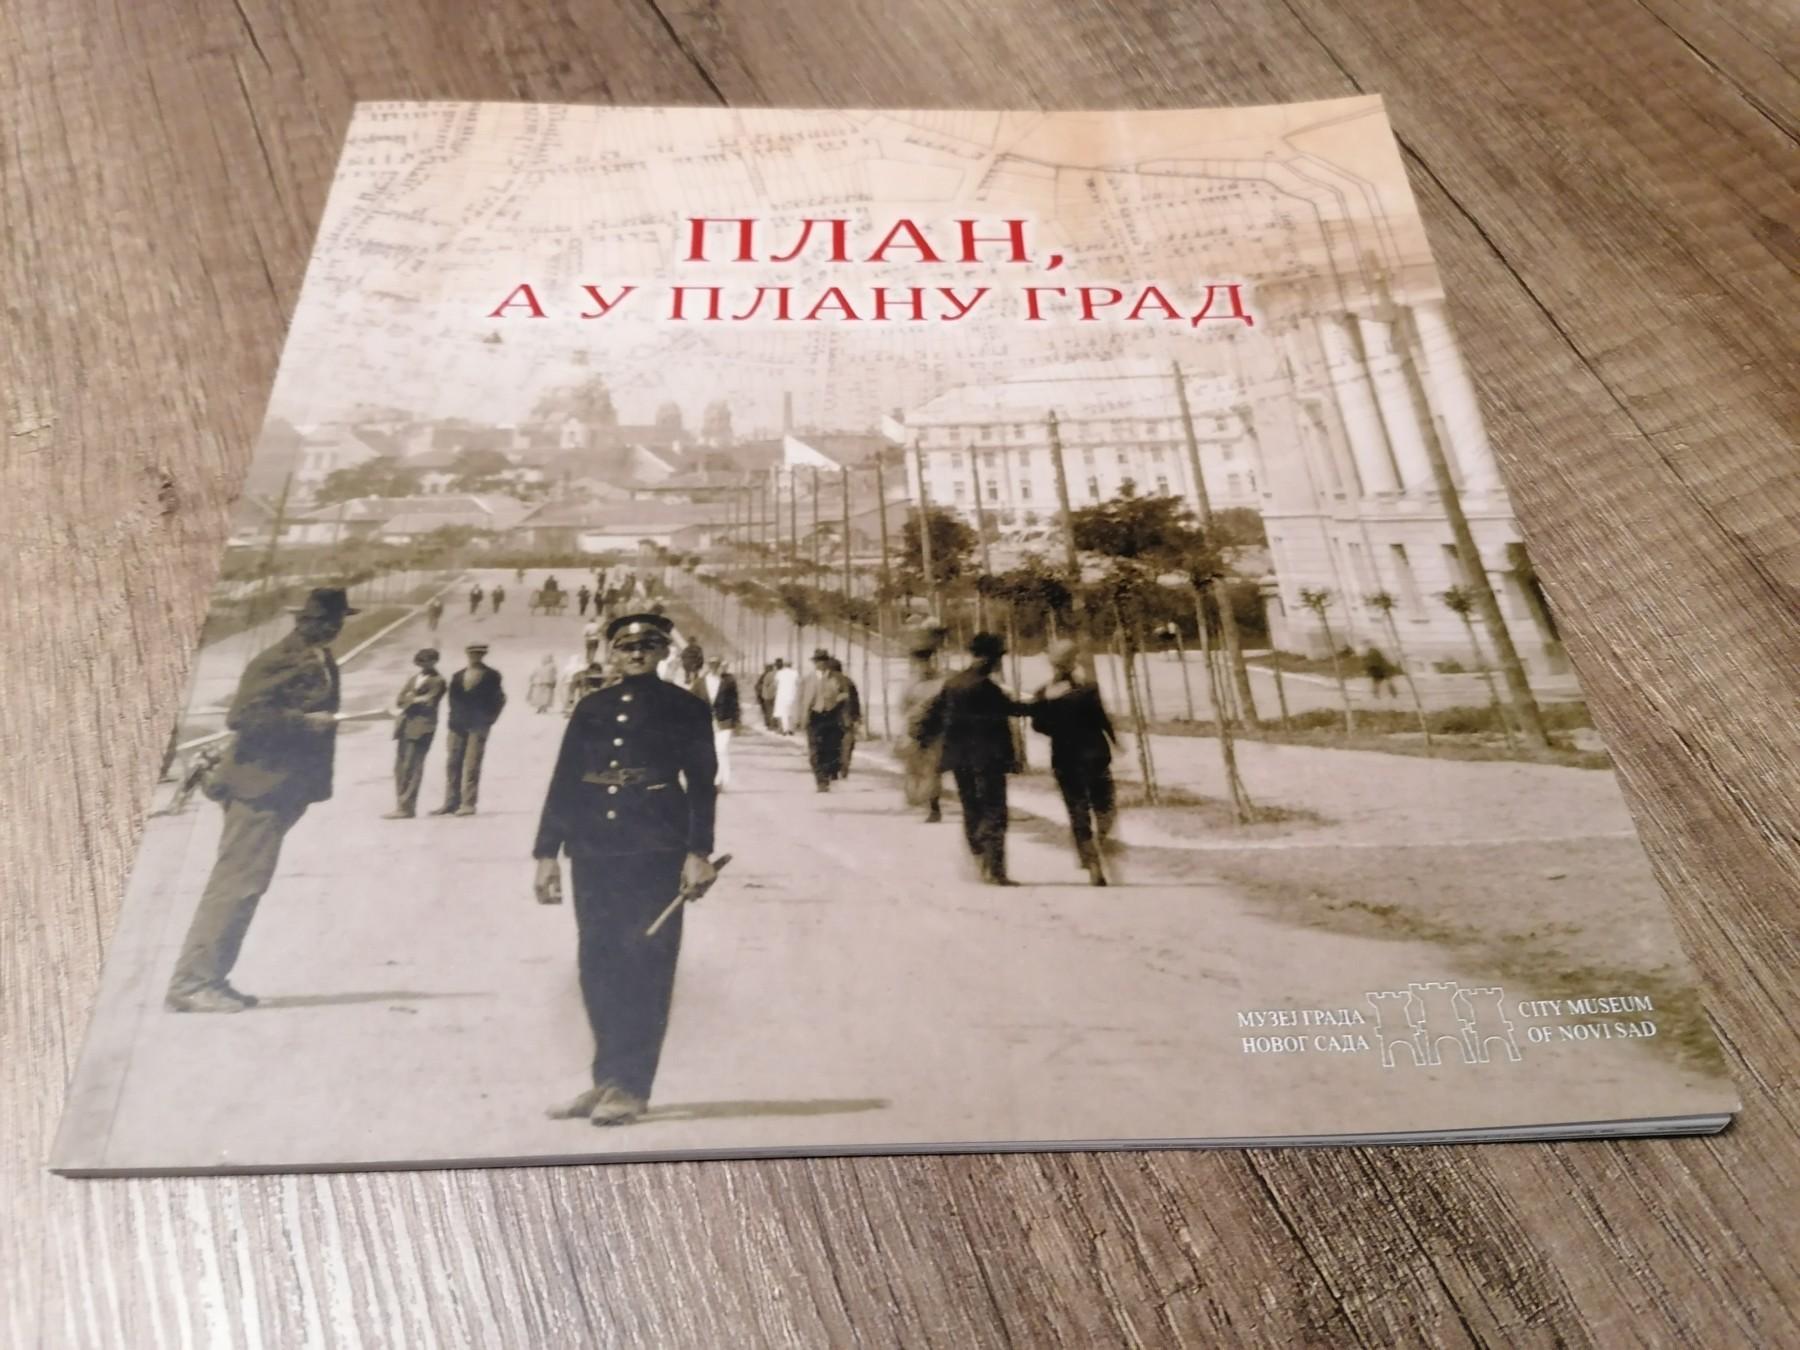 ПЛАН,
А У ПЛАНУ ГРАД
МУЗЕЈ ГРАДА
НОВОГ САДА
CITY MUSEUM
OF NOVI SAD